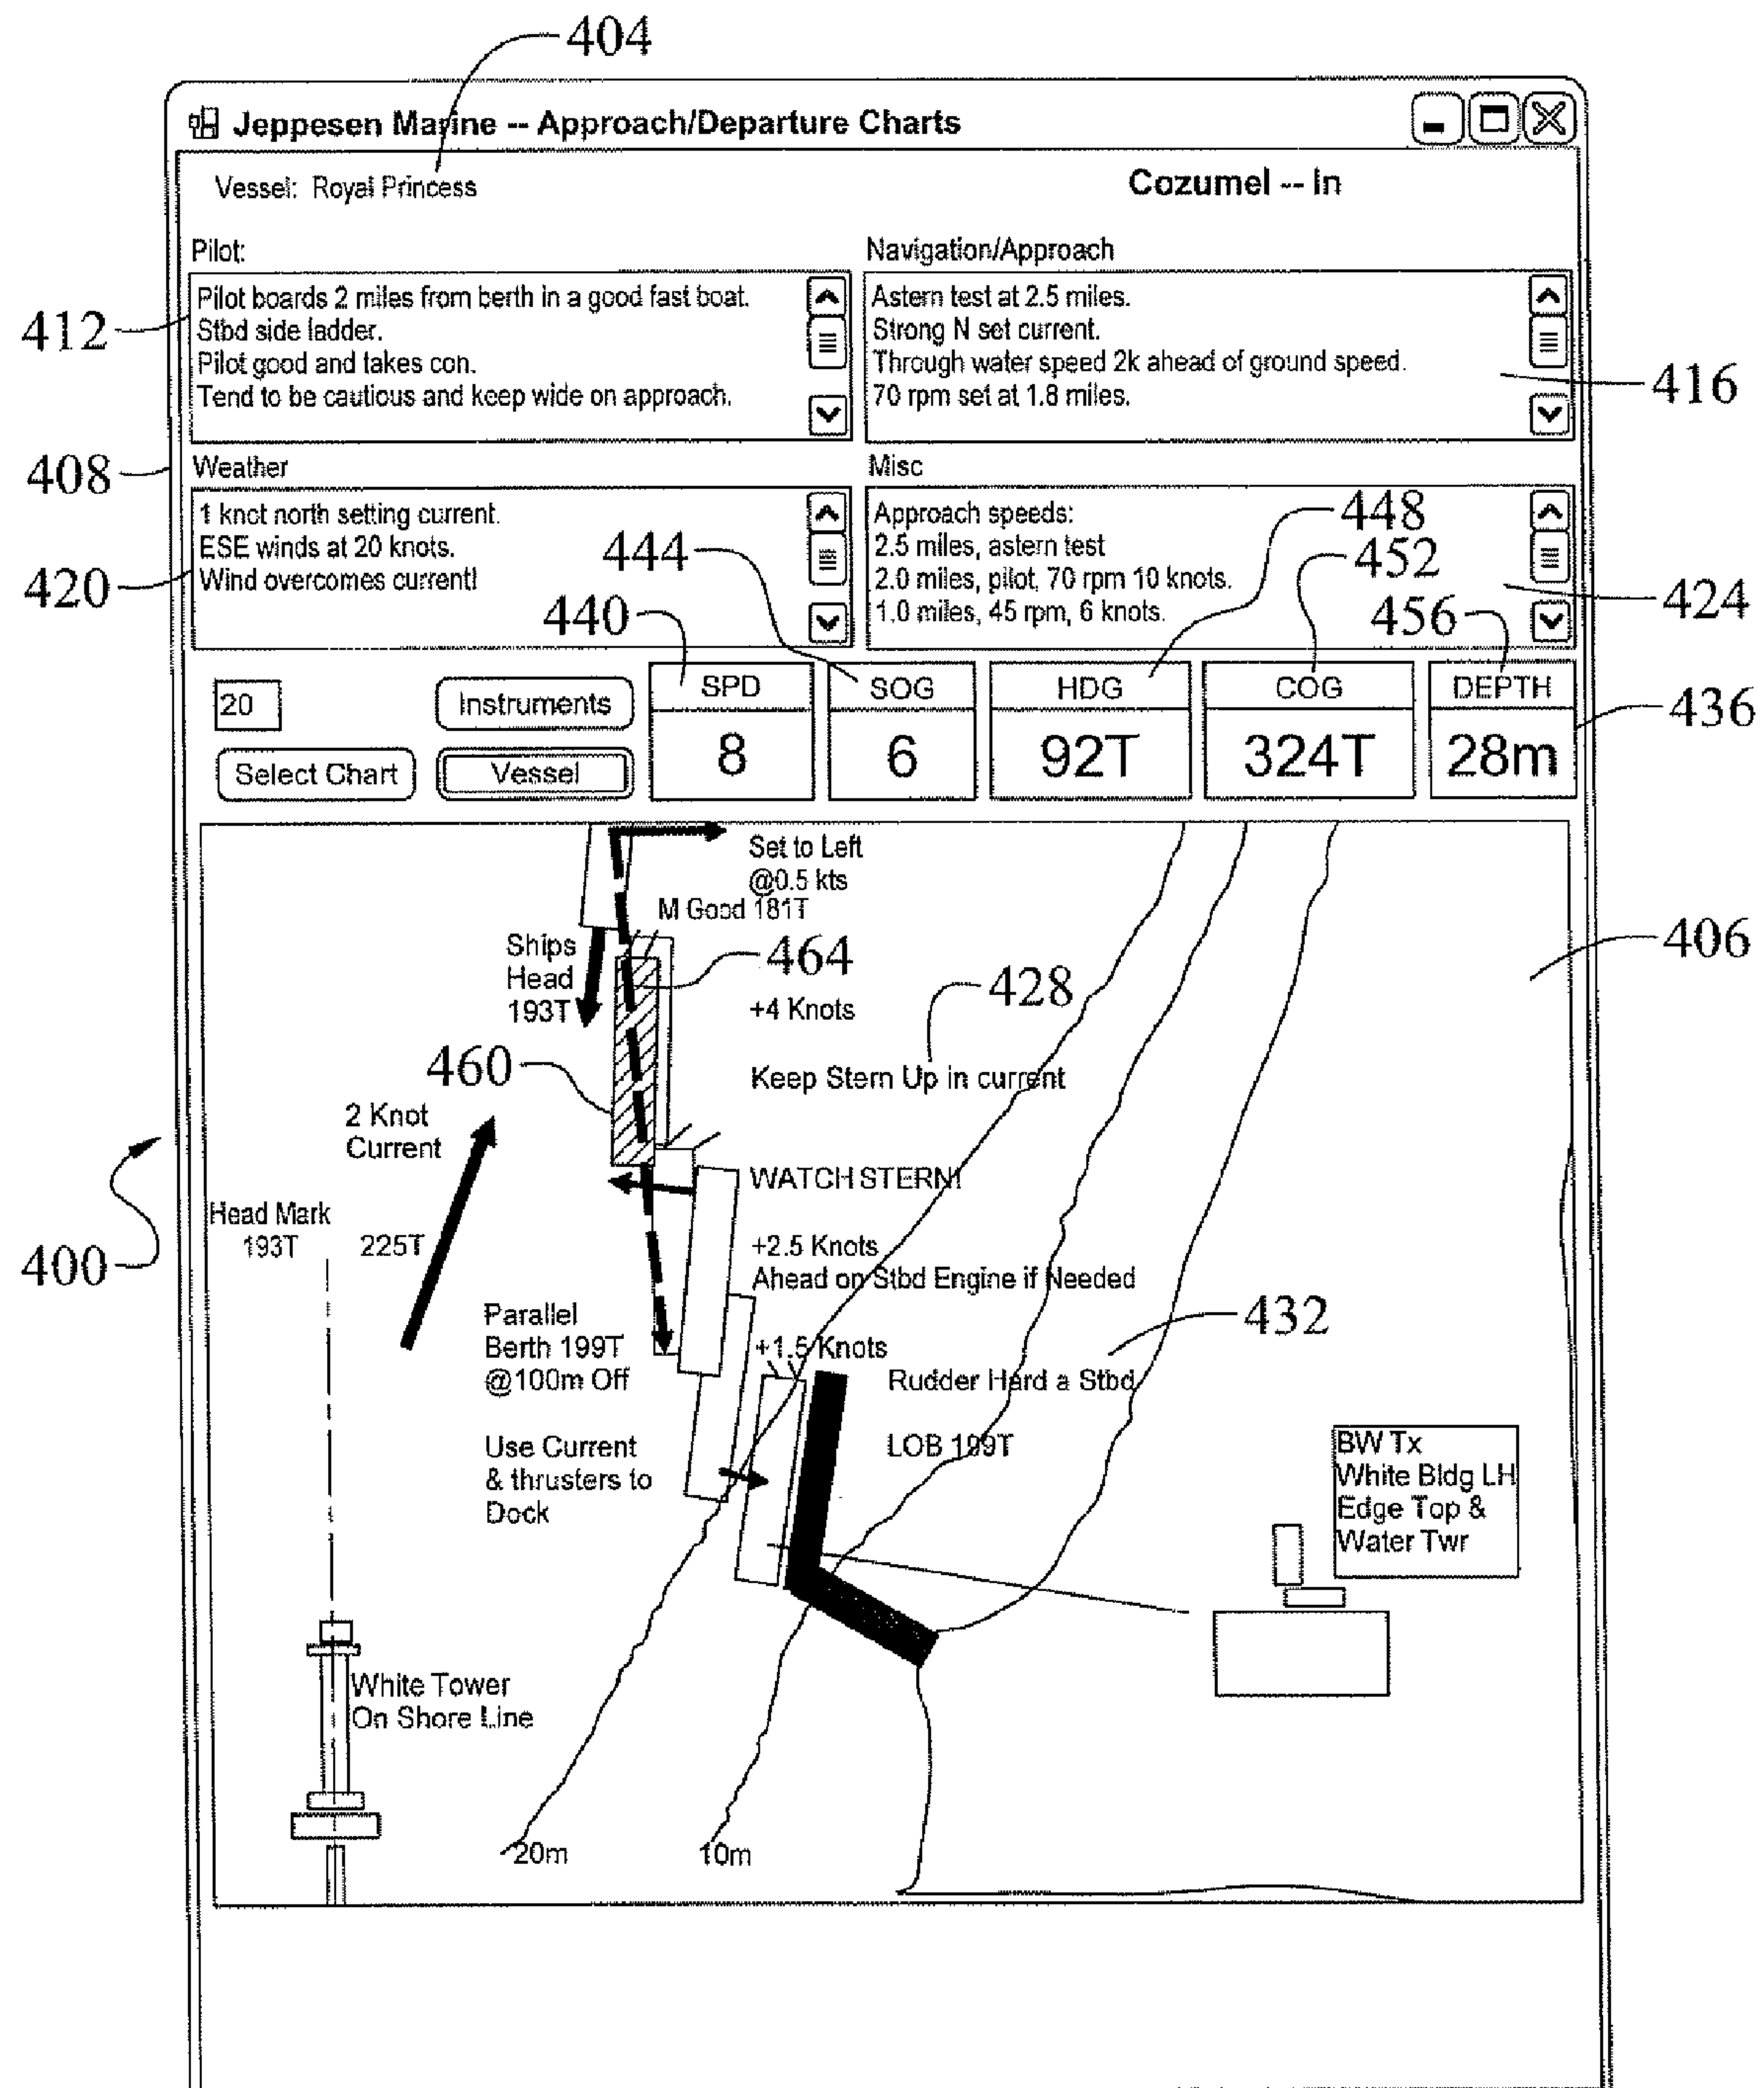 404
Jeppesen Marine -- Approach/Departure Charts
Vessel: Royal Princess
Cozumel -- In
Pilot:
Navigation/Approach
412
Pilot boards 2 miles from berth in a good fast boat.
Stbd side ladder.
Pilot good and takes con.
Tend to be cautious and keep wide on approach.
Astern test at 2.5 miles.
Strong N set current.
Through water speed 2k ahead of ground speed.
70 rpm set at 1.8 miles.
416
408
Weather
Misc
420
1 knot north setting current.
ESE winds at 20 knots.
Wind overcomes current!
444
440
Approach speeds:
2.5 miles, astern test
2.0 miles, pilot, 70 rpm 10 knots.
1.0 miles, 45 rpm, 6 knots.
448
452
456
424
20
Instruments
Select Chart
Vessel
SPD
8
SOG
6
HDG
92T
COG
324T
DEPTH
28m
436
Set to Left
@0.5 kts
M Good 181T
Ships
Head
193T
464
428
406
+4 Knots
460
Keep Stern Up in current
2 Knot
Current
WATCH STERN!
Head Mark
193T
225T
400
+2.5 Knots
Ahead on Stbd Engine if Needed
Parallel
Berth 199T
@100m Off
+1.5 Knots
432
Rudder Hard a Stbd
Use Current
& thrusters to
Dock
LOB 199T
BW Tx
White Bldg LH
Edge Top &
Water Twr
White Tower
On Shore Line
20m
10m